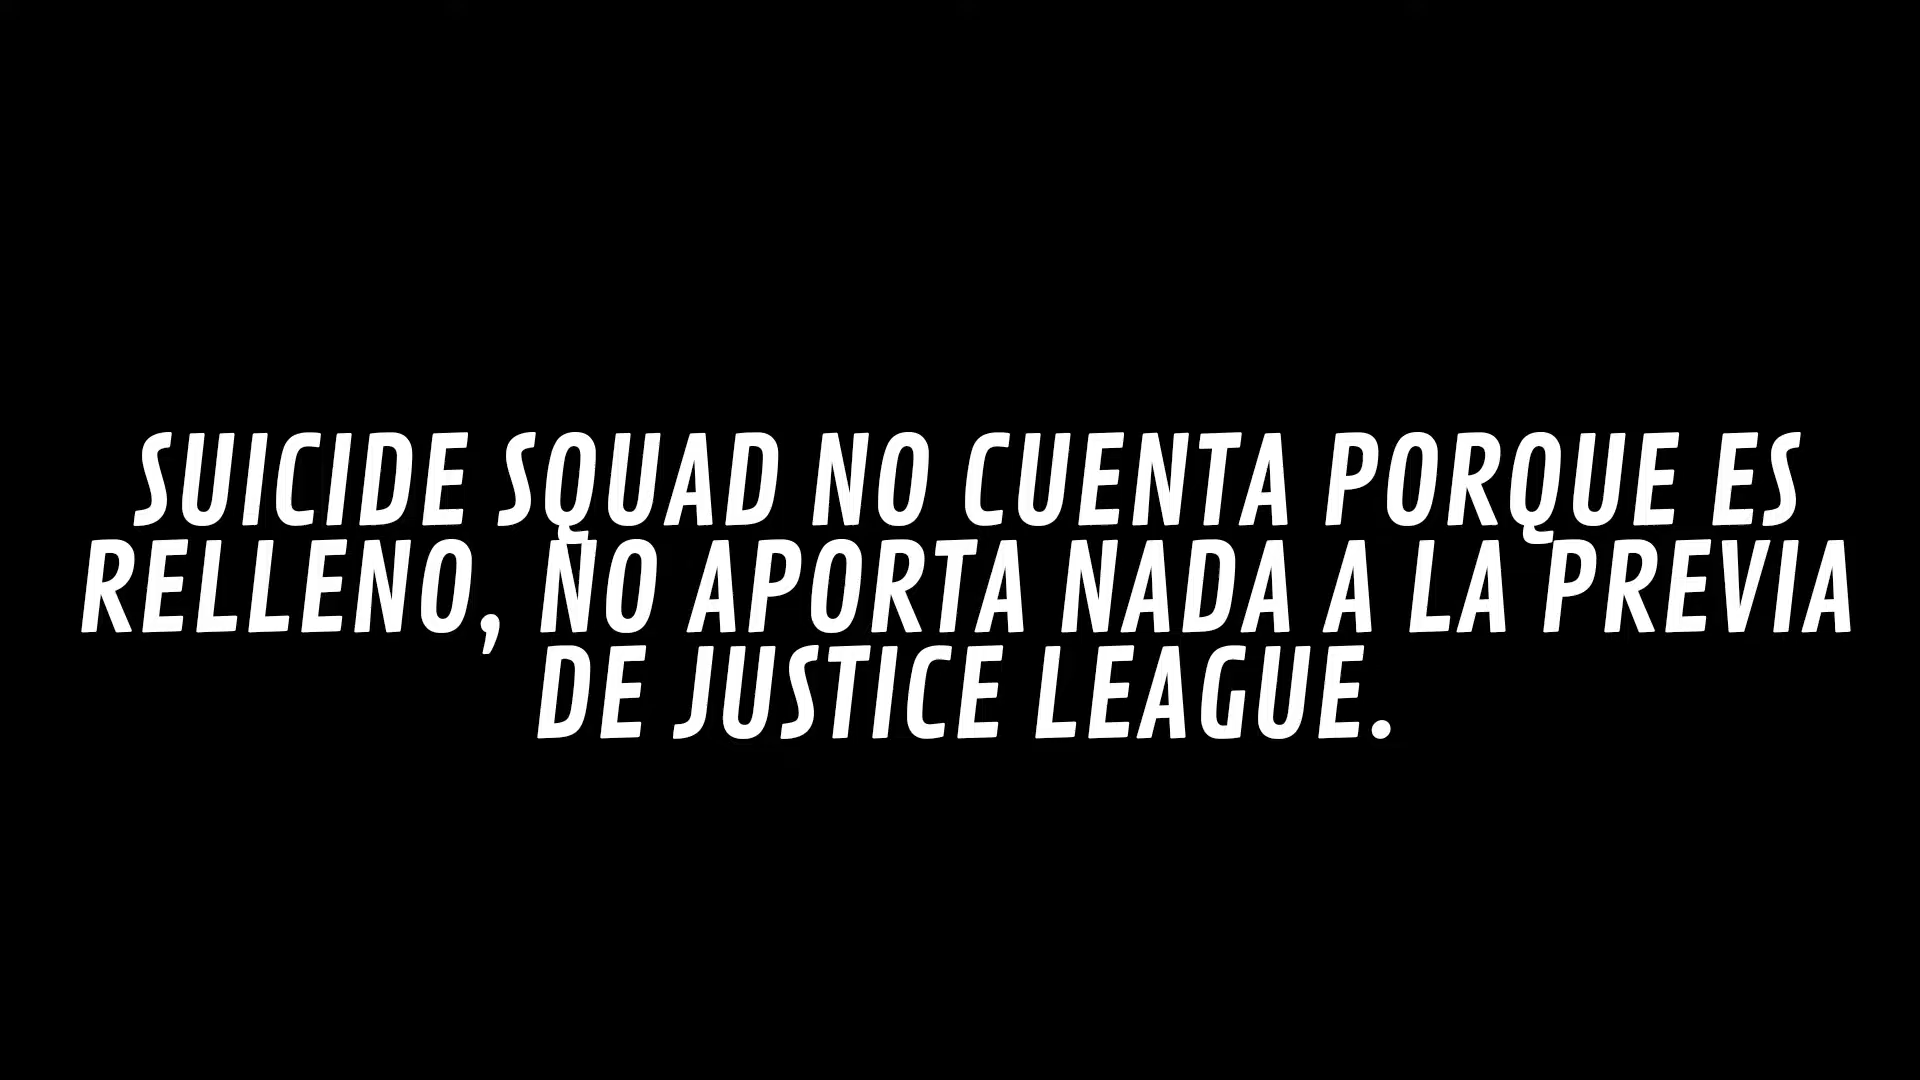 SUICIDE SQUAD NO CUENTA PORQUE ES
RELLENO, NO APORTA NADA A LA PREVIA
DE JUSTICE LEAGUE.